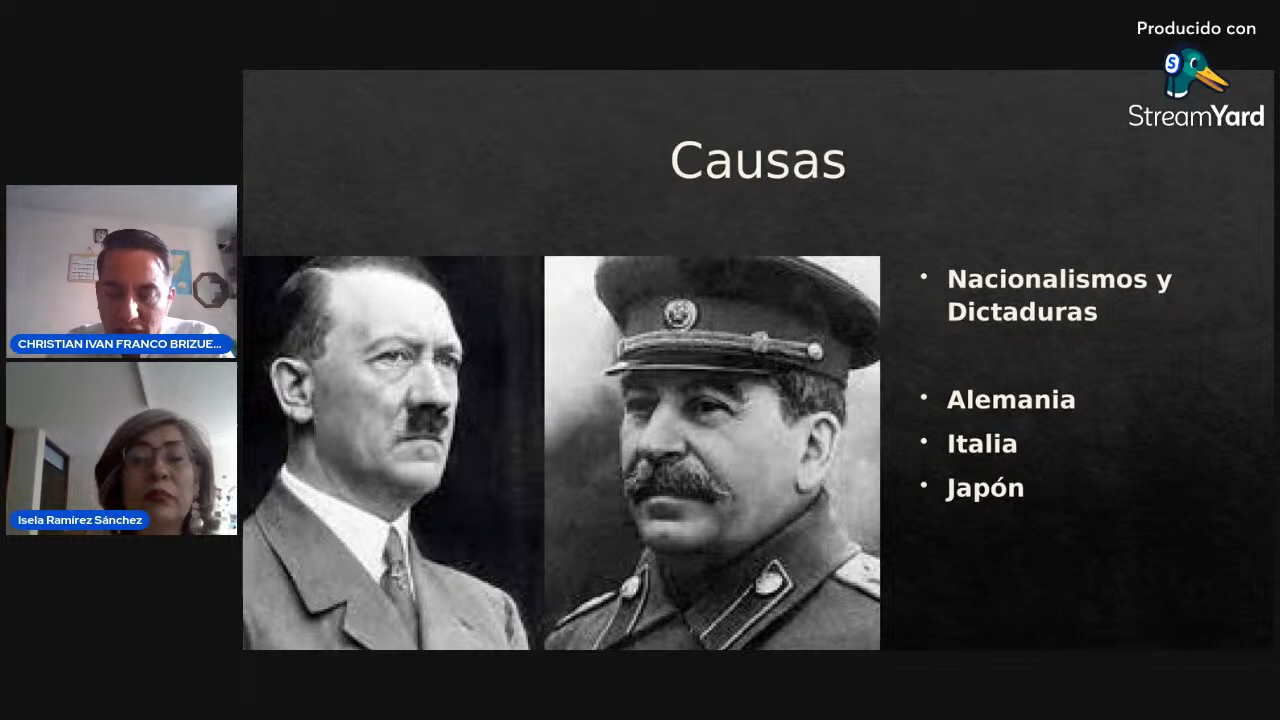 Producido con
StreamYard
Causas
Nacionalismos y
Dictaduras
Alemania
Italia
Japón
CHRISTIAN IVAN FRANCO BRIZUE...
Isela Ramírez Sánchez